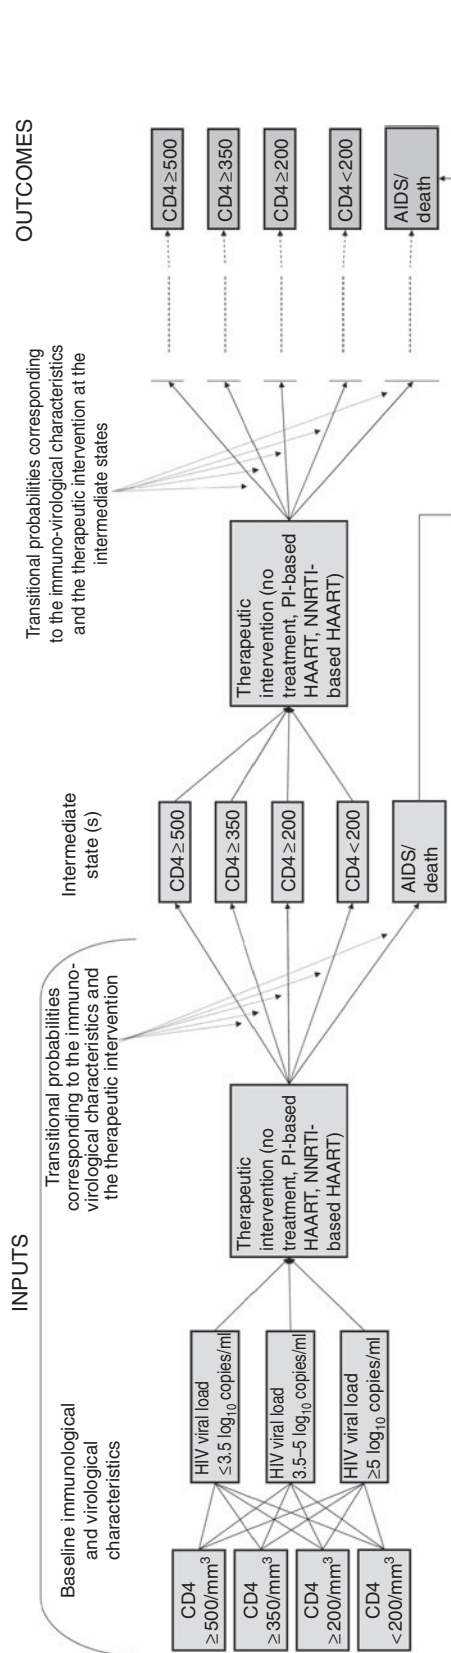 INPUTS
Baseline immunological
and virological
characteristics
CD4
≥500/mm³
CD4
≥350/mm³
CD4
≥200/mm³
CD4
<200/mm³
HIV viral load
≤3.5 log₁₀ copies/ml
HIV viral load
3.5–5 log₁₀ copies/ml
HIV viral load
≥5 log₁₀ copies/ml
Therapeutic
intervention (no
treatment, PI-based
HAART, NNRTI-
based HAART)
Transitional probabilities
corresponding to the immuno-
virological characteristics and
the therapeutic intervention
Intermediate
state (s)
CD4≥500
CD4≥350
CD4≥200
CD4<200
AIDS/
death
Therapeutic
intervention (no
treatment, PI-based
HAART, NNRTI-
based HAART)
Transitional probabilities corresponding
to the immuno-virological characteristics
and the therapeutic intervention at the
intermediate states
OUTCOMES
CD4≥500
CD4≥350
CD4≥200
CD4<200
AIDS/
death